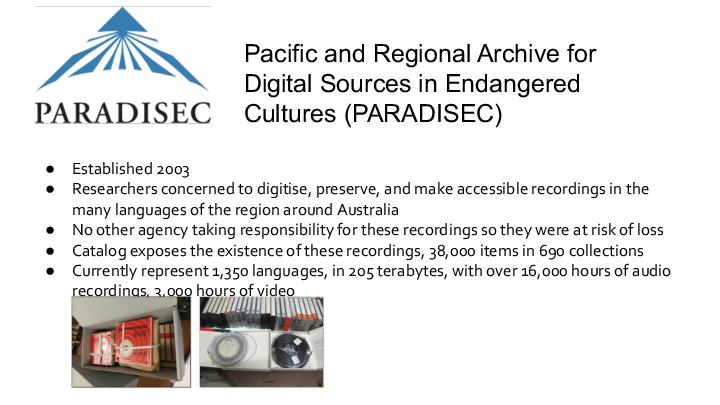 PARADISEC
Pacific and Regional Archive for
Digital Sources in Endangered
Cultures (PARADISEC)
● Established 2003
● Researchers concerned to digitise, preserve, and make accessible recordings in the
many languages of the region around Australia
● No other agency taking responsibility for these recordings so they were at risk of loss
● Catalog exposes the existence of these recordings, 38,000 items in 690 collections
● Currently represent 1,350 languages, in 205 terabytes, with over 16,000 hours of audio
recordings, 3,000 hours of video